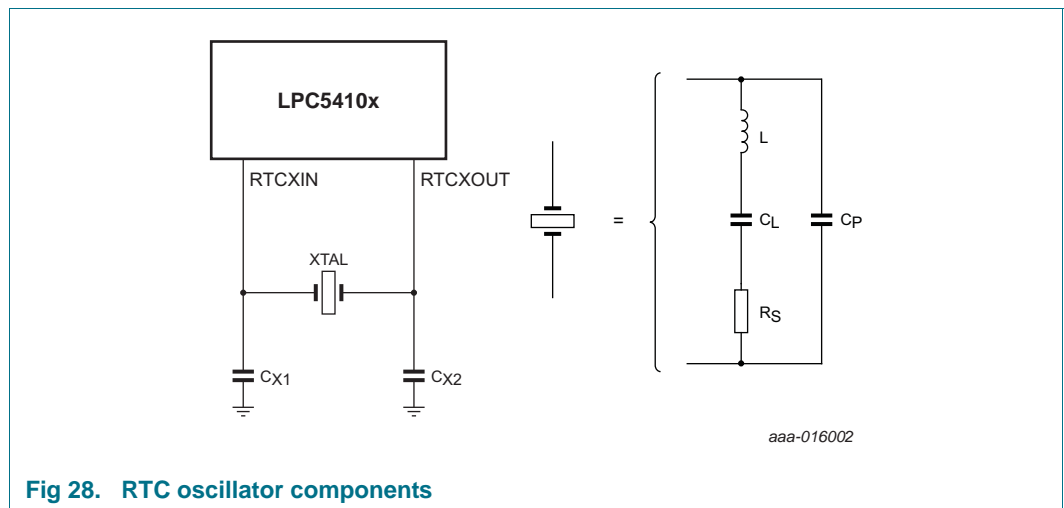 LPC5410x
RTCXIN
RTCXOUT
XTAL
CX1
CX2
=
L
CL
CP
RS
aaa-016002
Fig 28. RTC oscillator components